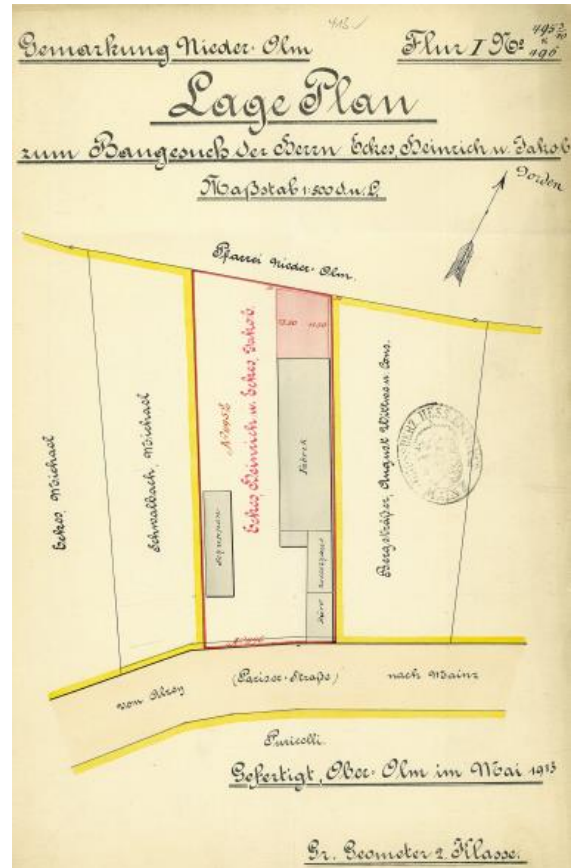 Gemarkung Nieder-Olm
Flur I No
496
Lage Plan
zum Baugesuch der Herrn Eckes, Heinrich u. Jakob
Maßstab 1:500 d.n.L.
Norden
Pfarrei Nieder-Olm.
Eckes, Michael
Schwalbach, Michael
Eckes, Heinrich u. Eckes, Jakob.
Fabrik
Büro
Bergsträßer, August Wittwe u. Cons.
von Alzey
(Pariser-Straße)
nach Mainz
Puricelli.
Gefertigt, Ober-Olm im Mai 1913
Gr. Geometer 2. Klasse.